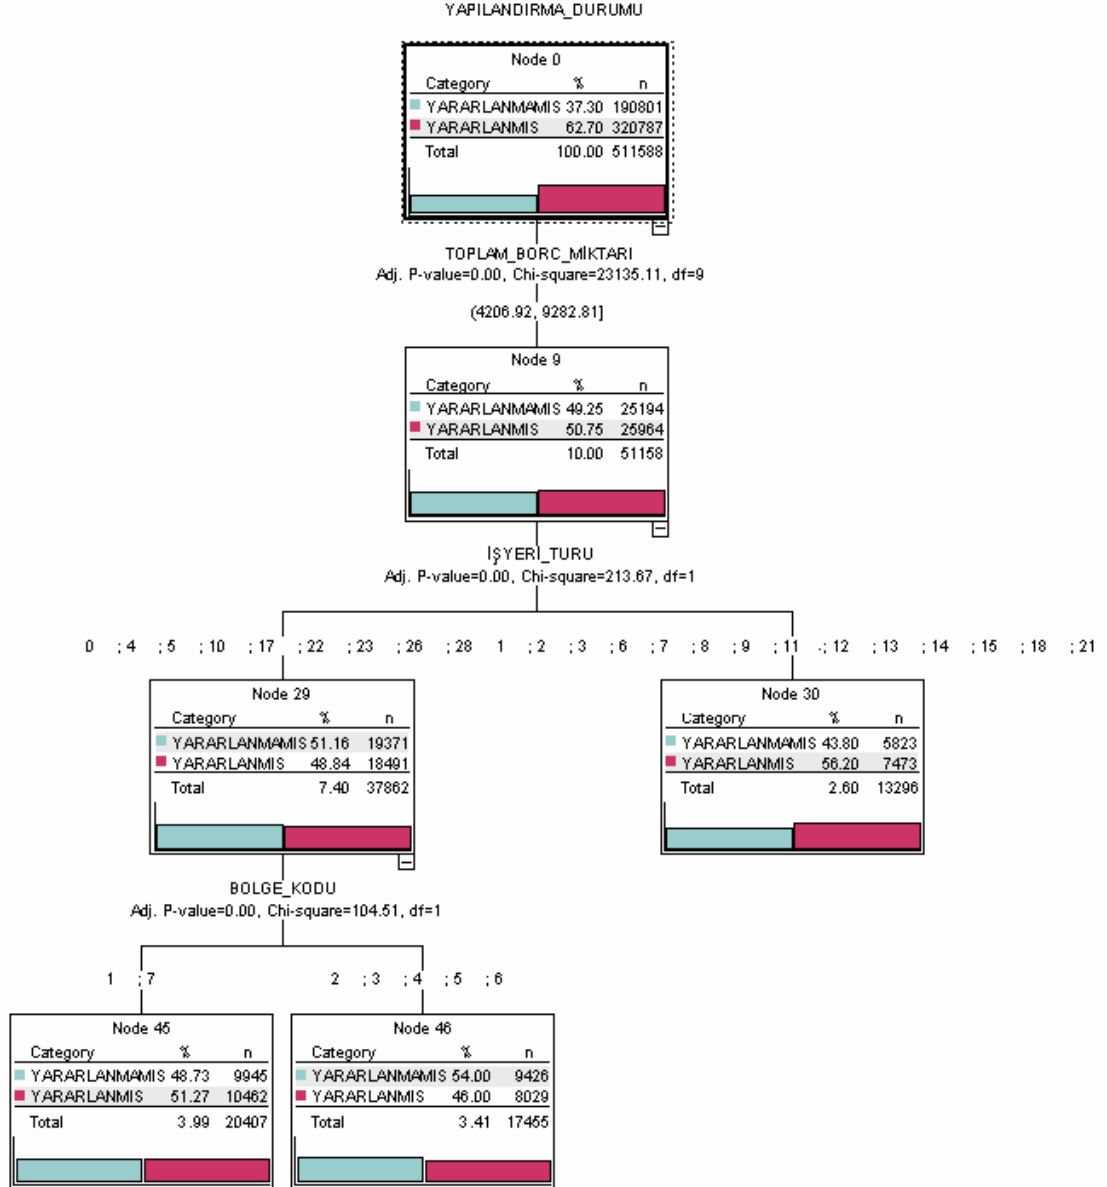 YAPILANDIRMA_DURUMU
Node 0
Category % n
YARARLANMAMIS 37.30 190801
YARARLANMIS 62.70 320787
Total 100.00 511588
TOPLAM_BORC_MİKTARI
Adj. P-value=0.00, Chi-square=23135.11, df=9
(4206.92, 9282.81]
Node 9
Category % n
YARARLANMAMIS 49.25 25194
YARARLANMIS 50.75 25964
Total 10.00 51158
İŞYERİ_TURU
Adj. P-value=0.00, Chi-square=213.67, df=1
0 ; 4 ; 5 ; 10 ; 17 ; 22 ; 23 ; 26 ; 28
1 ; 2 ; 3 ; 6 ; 7 ; 8 ; 9 ; 11 ; 12 ; 13 ; 14 ; 15 ; 18 ; 21
Node 29
Category % n
YARARLANMAMIS 51.16 19371
YARARLANMIS 48.84 18491
Total 7.40 37862
Node 30
Category % n
YARARLANMAMIS 43.80 5823
YARARLANMIS 56.20 7473
Total 2.60 13296
BOLGE_KODU
Adj. P-value=0.00, Chi-square=104.51, df=1
1 ; 7
2 ; 3 ; 4 ; 5 ; 6
Node 45
Category % n
YARARLANMAMIS 48.73 9945
YARARLANMIS 51.27 10462
Total 3.99 20407
Node 46
Category % n
YARARLANMAMIS 54.00 9426
YARARLANMIS 46.00 8029
Total 3.41 17455